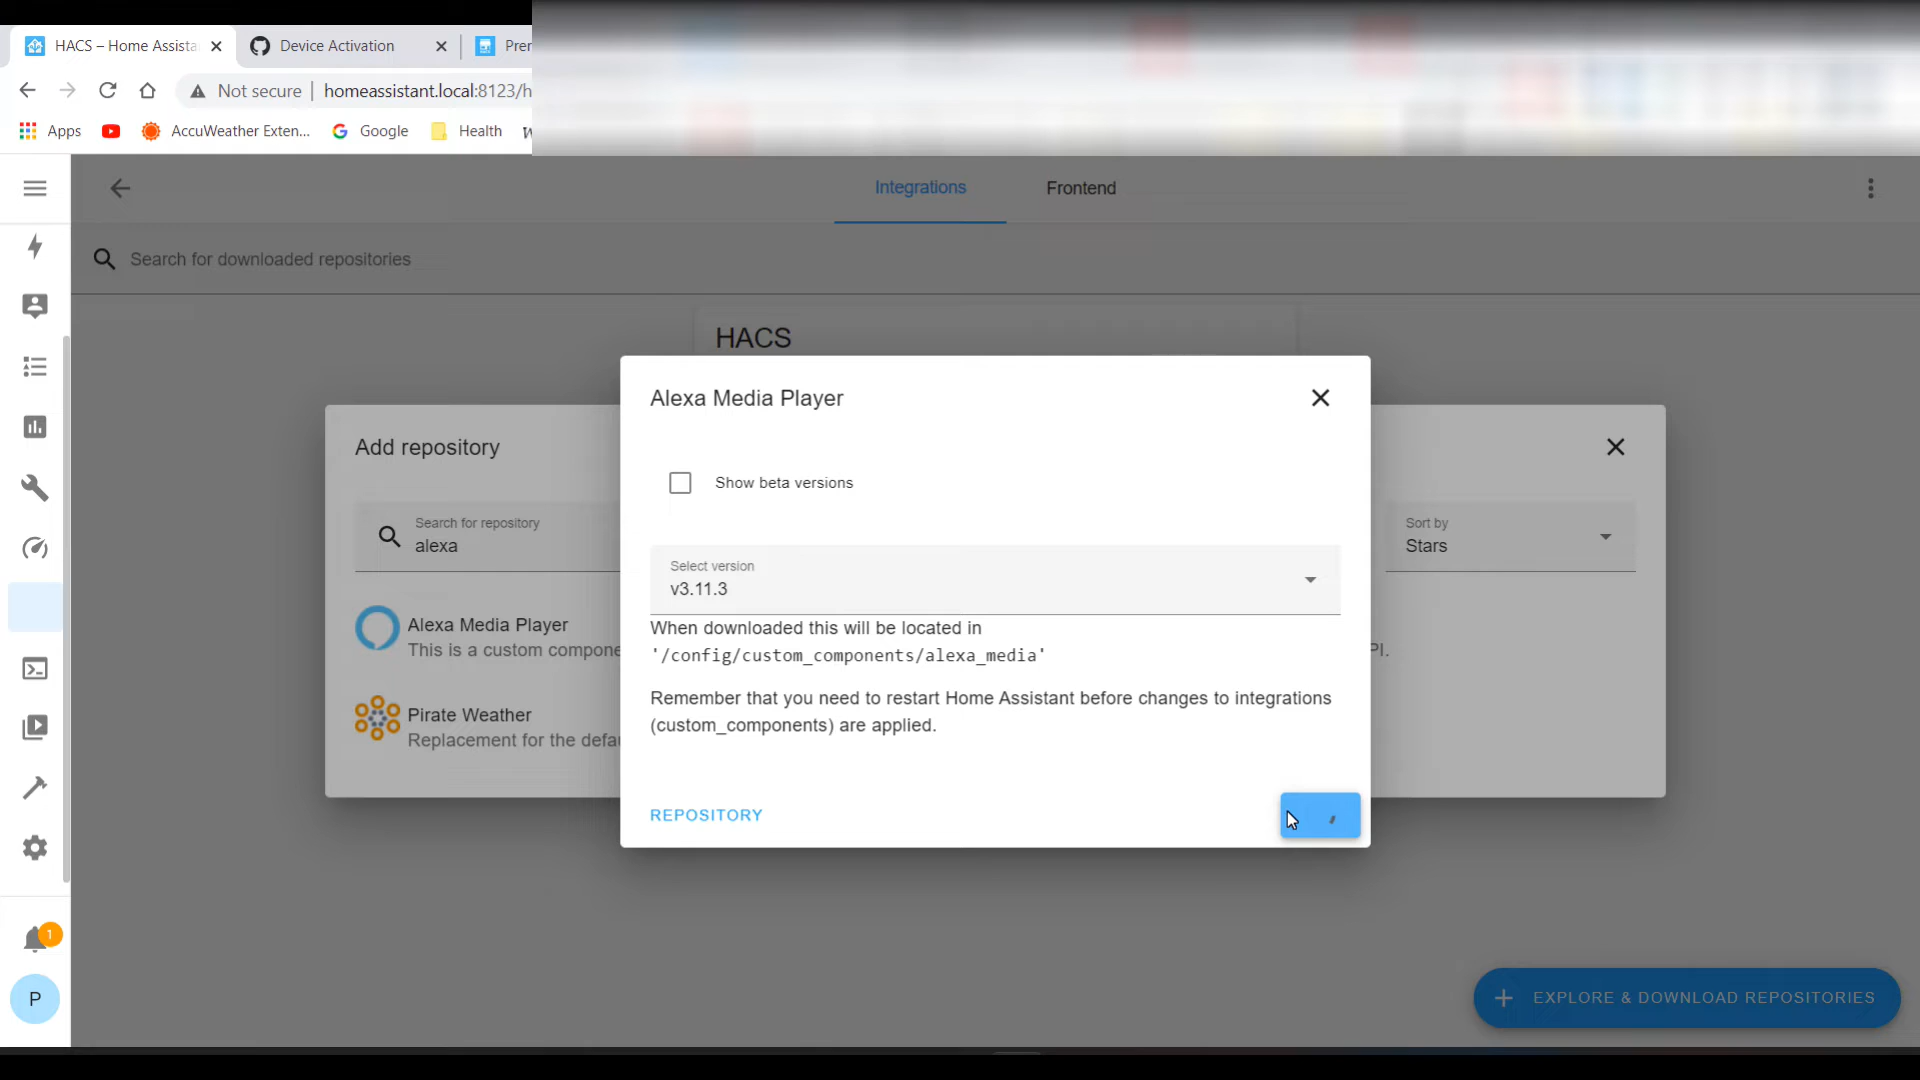 HACS – Home Assista
Device Activation
Prem
Not secure
homeassistant.local:8123/h
Apps
AccuWeather Exten...
Google
Health
Integrations
Frontend
Search for downloaded repositories
HACS
Alexa Media Player
Add repository
Show beta versions
Search for repository
alexa
Select version
v3.11.3
Sort by
Stars
Alexa Media Player
This is a custom compone
When downloaded this will be located in
'/config/custom_components/alexa_media'
PI.
Remember that you need to restart Home Assistant before changes to integrations
(custom_components) are applied.
Pirate Weather
Replacement for the defau
REPOSITORY
1
P
EXPLORE & DOWNLOAD REPOSITORIES